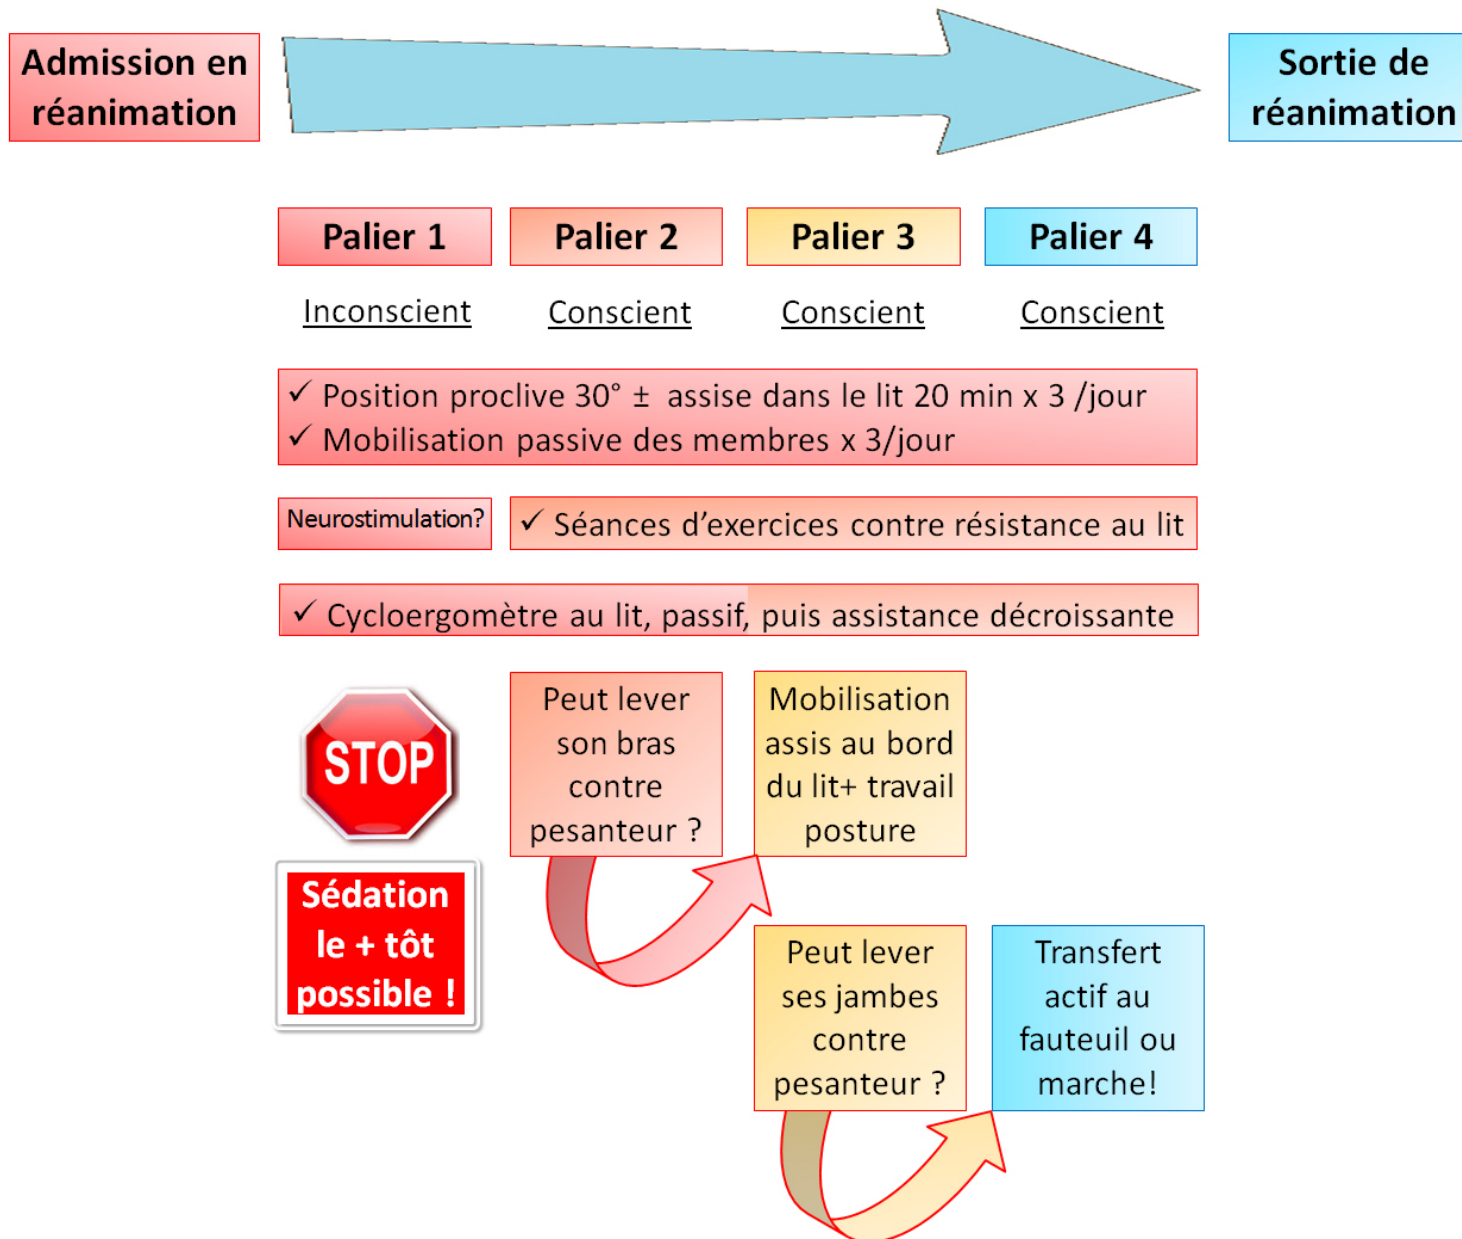 Admission en
réanimation
Sortie de
réanimation
Palier 1
Palier 2
Palier 3
Palier 4
Inconscient
Conscient
Conscient
Conscient
✓ Position proclive 30° ± assise dans le lit 20 min x 3 /jour
✓ Mobilisation passive des membres x 3/jour
Neurostimulation?
✓ Séances d’exercices contre résistance au lit
✓ Cycloergomètre au lit, passif, puis assistance décroissante
STOP
Sédation
le + tôt
possible !
Peut lever
son bras
contre
pesanteur ?
Mobilisation
assis au bord
du lit+ travail
posture
Peut lever
ses jambes
contre
pesanteur ?
Transfert
actif au
fauteuil ou
marche!